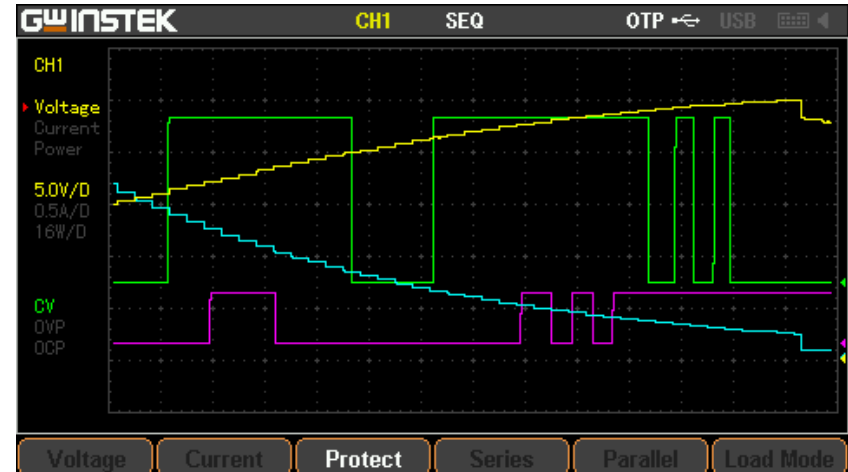 GWINSTEK CH1 SEQ OTP USB
CH1
Voltage
Current
Power
5.0V/D
0.5A/D
16W/D
CV
OVP
OCP
Voltage Current Protect Series Parallel Load Mode